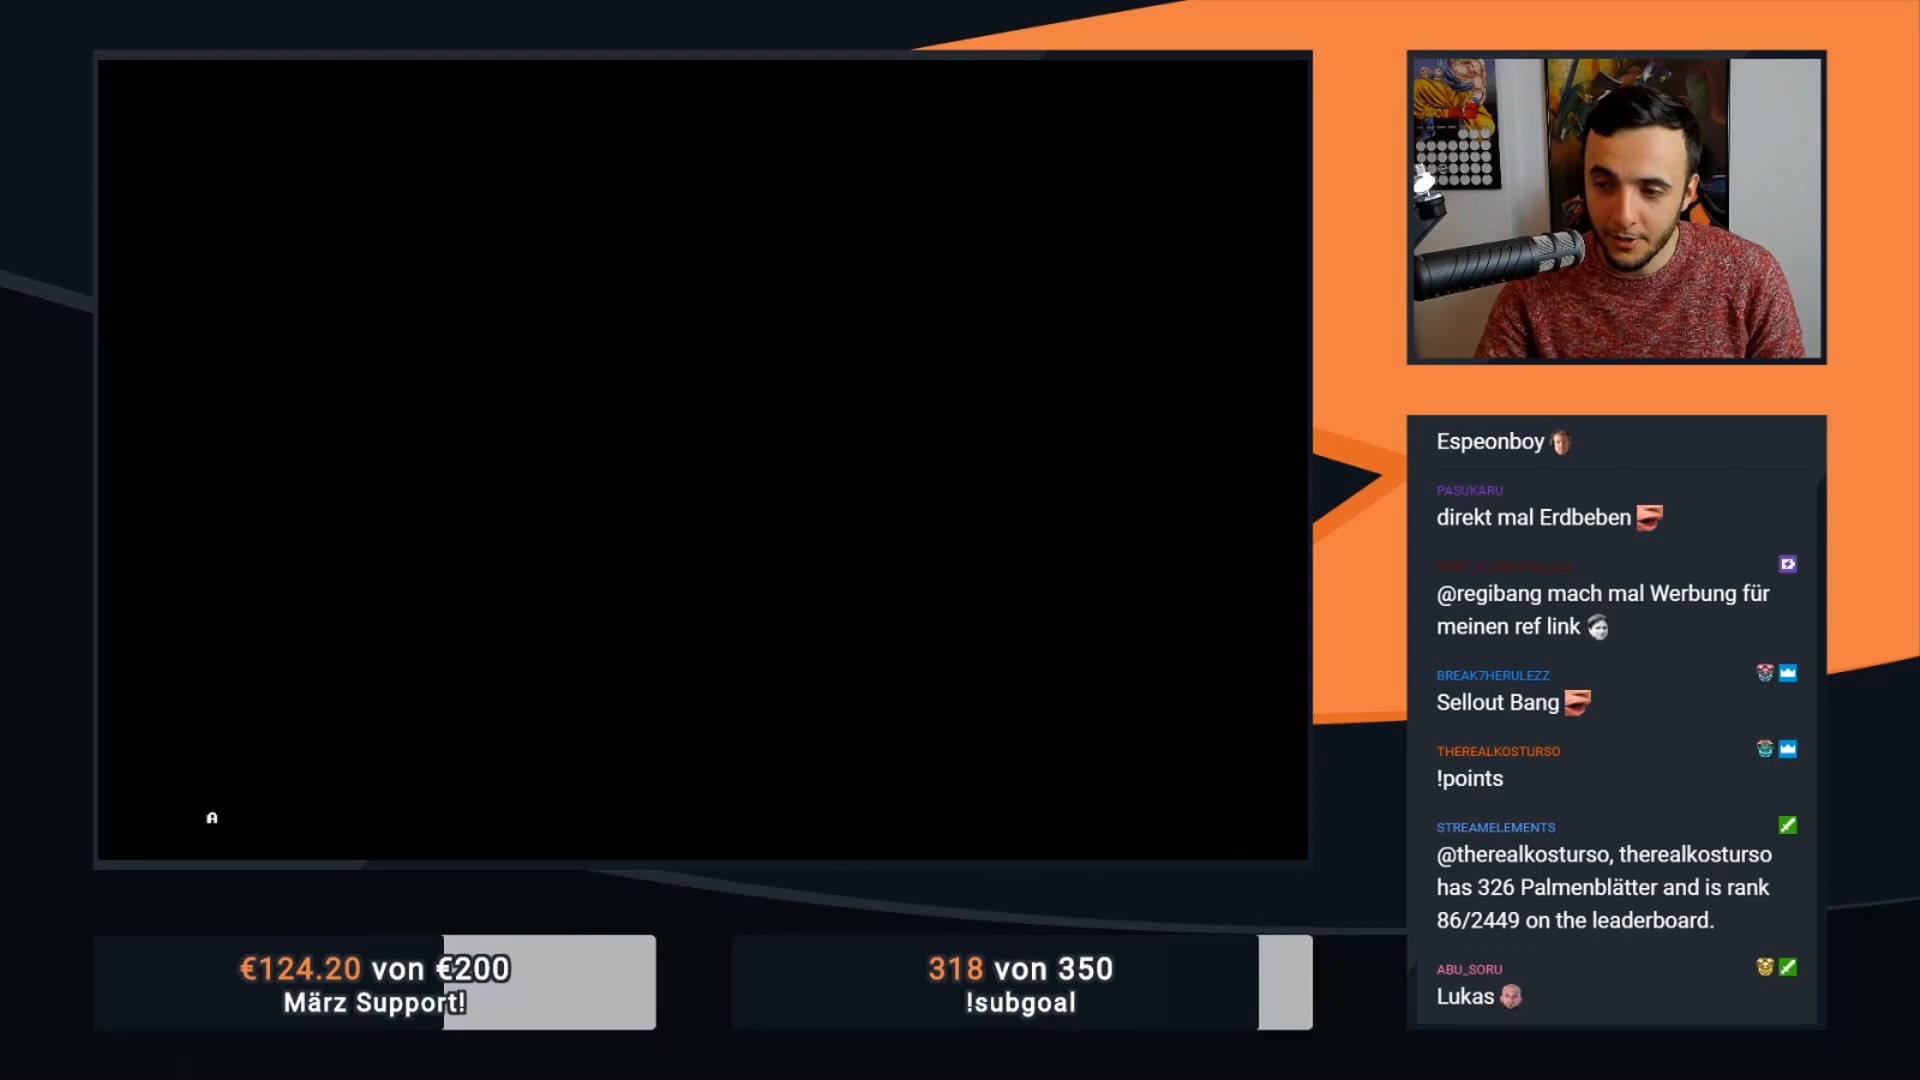 A
Espeonboy
PASUKARU
direkt mal Erdbeben
@regibang mach mal Werbung für
meinen ref link
BREAK7HERULEZZ
Sellout Bang
THEREALKOSTURSO
!points
STREAMELEMENTS
@therealkosturso, therealkosturso
has 326 Palmenblätter and is rank
86/2449 on the leaderboard.
ABU_SORU
Lukas
€124.20 von €200
März Support!
318 von 350
!subgoal